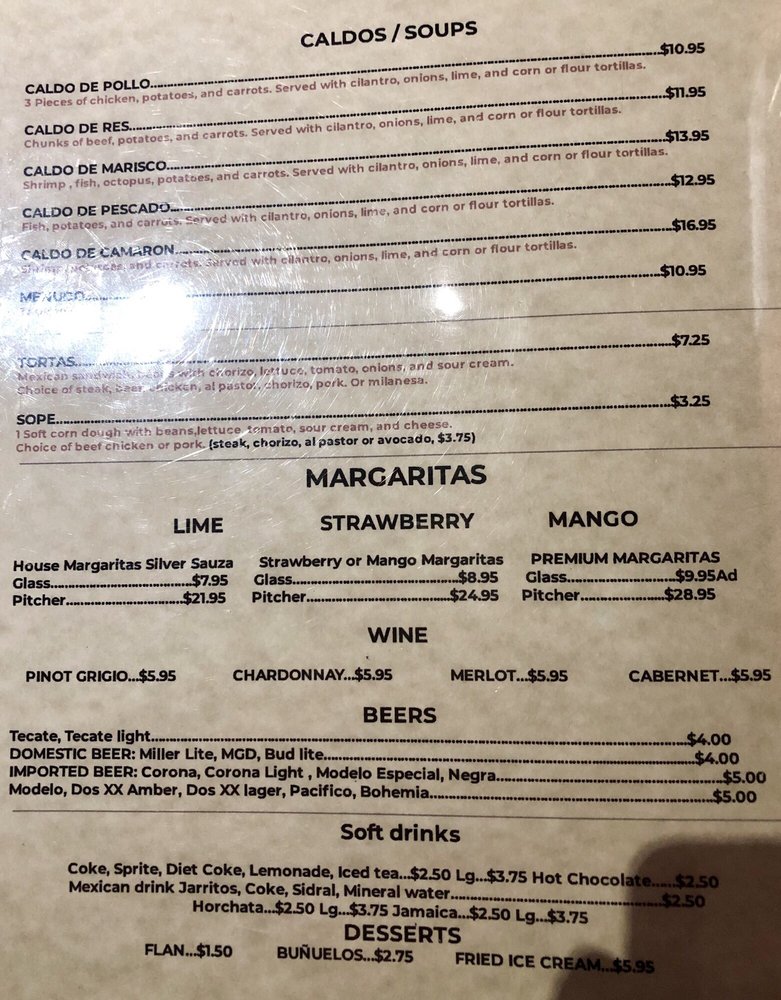 CALDOS / SOUPS
CALDO DE POLLO...$10.95
3 Pieces of chicken, potatoes, and carrots. Served with cilantro, onions, lime, and corn or flour tortillas.
CALDO DE RES...$11.95
Chunks of beef, potatoes, and carrots. Served with cilantro, onions, lime, and corn or flour tortillas.
CALDO DE MARISCO...$13.95
Shrimp , fish, octopus, potatoes, and carrots. Served with cilantro, onions, lime, and corn or flour tortillas.
CALDO DE PESCADO...$12.95
Fish, potatoes, and carrots. Served with cilantro, onions, lime, and corn or flour tortillas.
CALDO DE CAMARON...$16.95
Shrimp, potatoes, and carrots. Served with cilantro, onions, lime, and corn or flour tortillas.
MENUDO...$10.95
TORTAS...$7.25
Mexican sandwich, beans with chorizo, lettuce, tomato, onions, and sour cream.
Choice of steak, beef, chicken, al pastor, chorizo, pork. Or milanesa.
SOPE...$3.25
1 Soft corn dough with beans,lettuce, tomato, sour cream, and cheese.
Choice of beef chicken or pork. (steak, chorizo, al pastor or avocado, $3.75)
MARGARITAS
LIME STRAWBERRY MANGO
House Margaritas Silver Sauza Strawberry or Mango Margaritas PREMIUM MARGARITAS
Glass...$7.95 Glass...$8.95 Glass...$9.95Ad
Pitcher...$21.95 Pitcher...$24.95 Pitcher...$28.95
WINE
PINOT GRIGIO...$5.95 CHARDONNAY...$5.95 MERLOT...$5.95 CABERNET...$5.95
BEERS
Tecate, Tecate light...$4.00
DOMESTIC BEER: Miller Lite, MGD, Bud lite...$4.00
IMPORTED BEER: Corona, Corona Light , Modelo Especial, Negra...$5.00
Modelo, Dos XX Amber, Dos XX lager, Pacifico, Bohemia...$5.00
Soft drinks
Coke, Sprite, Diet Coke, Lemonade, Iced tea...$2.50 Lg...$3.75 Hot Chocolate......$2.50
Mexican drink Jarritos, Coke, Sidral, Mineral water...$2.50
Horchata...$2.50 Lg...$3.75 Jamaica...$2.50 Lg...$3.75
DESSERTS
FLAN...$1.50 BUÑUELOS...$2.75 FRIED ICE CREAM...$5.95